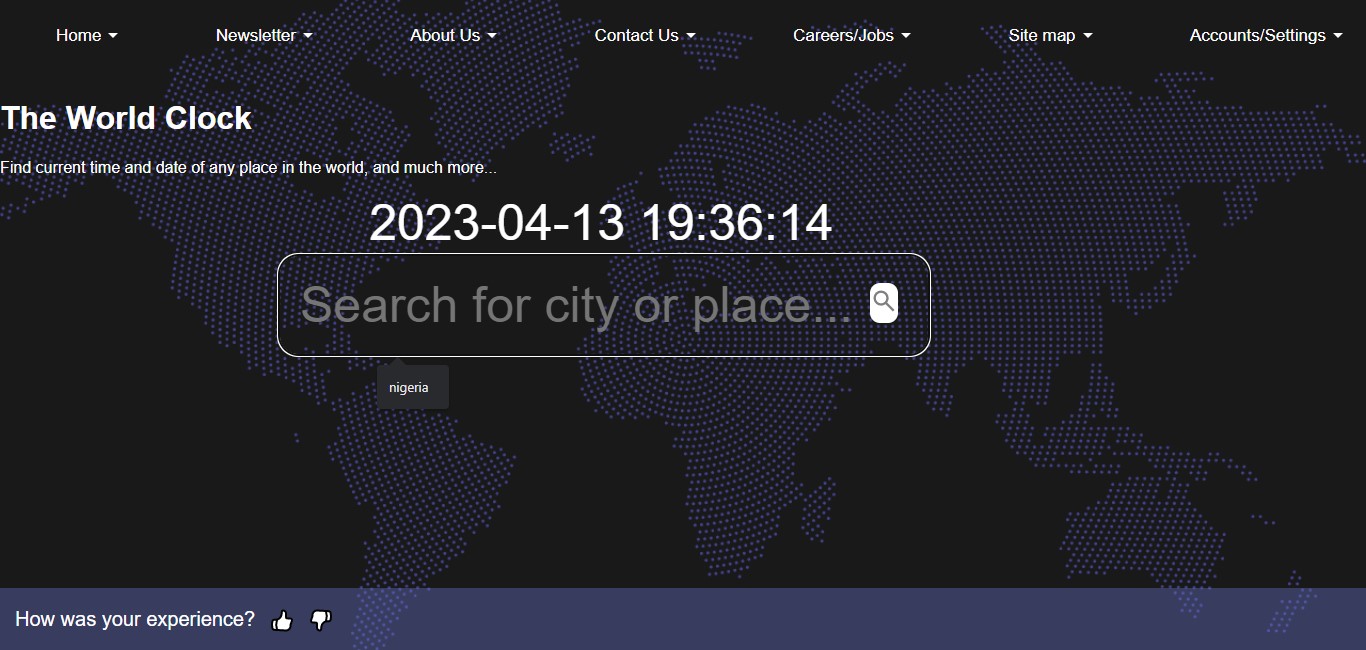 Home Newsletter About Us Contact Us Careers/Jobs Site map Accounts/Settings
The World Clock
Find current time and date of any place in the world, and much more...
2023-04-13 19:36:14
Search for city or place...
nigeria
How was your experience?